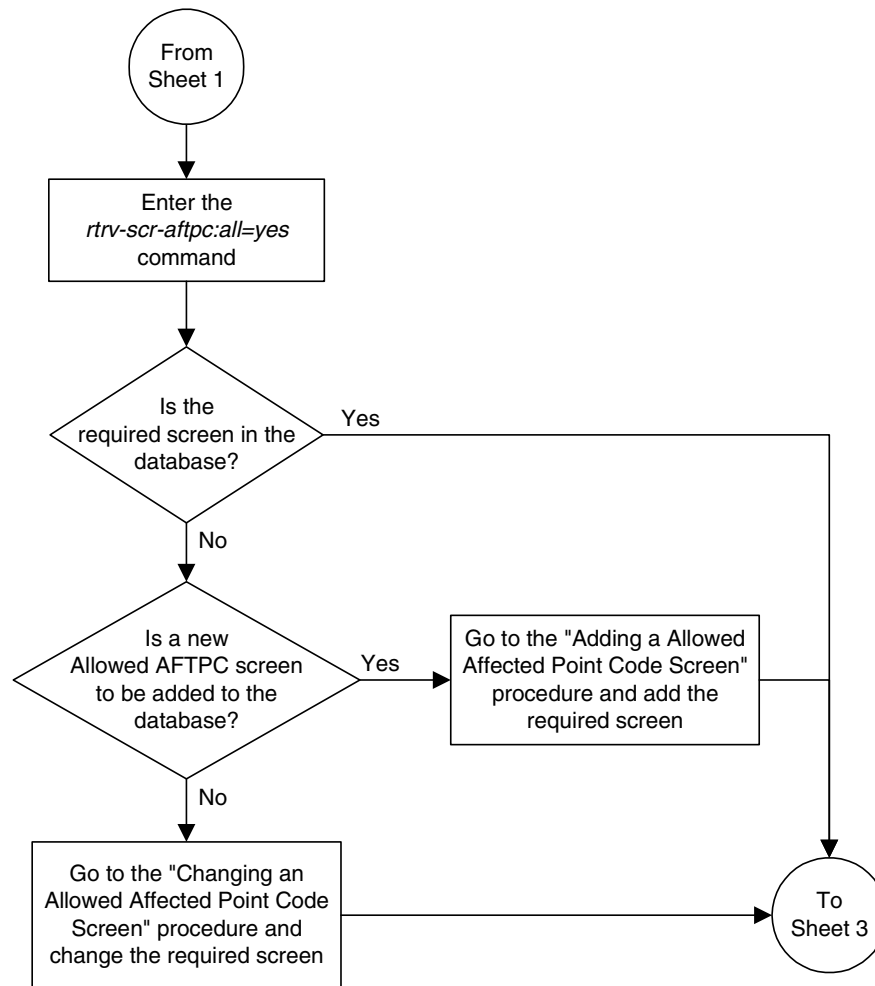 From
Sheet 1
Enter the
rtrv-scr-aftpc:all=yes
command
Is the
required screen in the
database?
Yes
No
Is a new
Allowed AFTPC screen
to be added to the
database?
Yes
Go to the "Adding a Allowed
Affected Point Code Screen"
procedure and add the
required screen
No
Go to the "Changing an
Allowed Affected Point Code
Screen" procedure and
change the required screen
To
Sheet 3